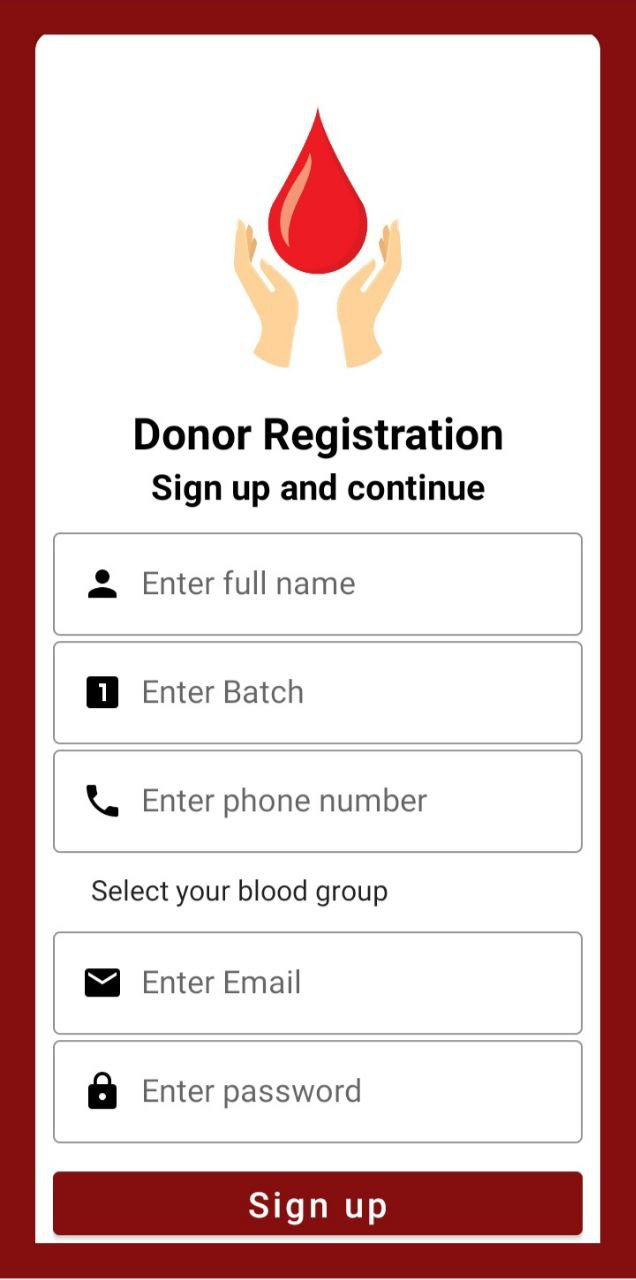 Donor Registration
Sign up and continue
Enter full name
1 Enter Batch
Enter phone number
Select your blood group
Enter Email
Enter password
Sign up